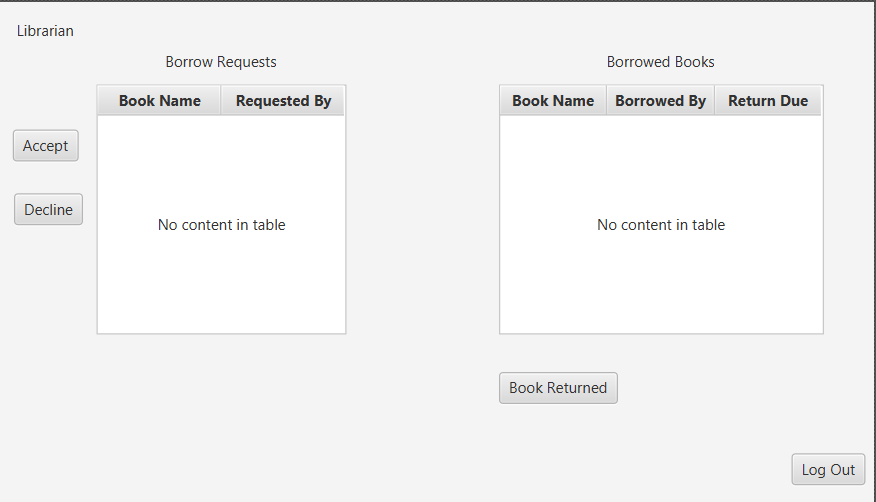 Librarian
Borrow Requests
Borrowed Books
Book Name Requested By
Book Name Borrowed By Return Due
Accept
Decline
No content in table
No content in table
Book Returned
Log Out